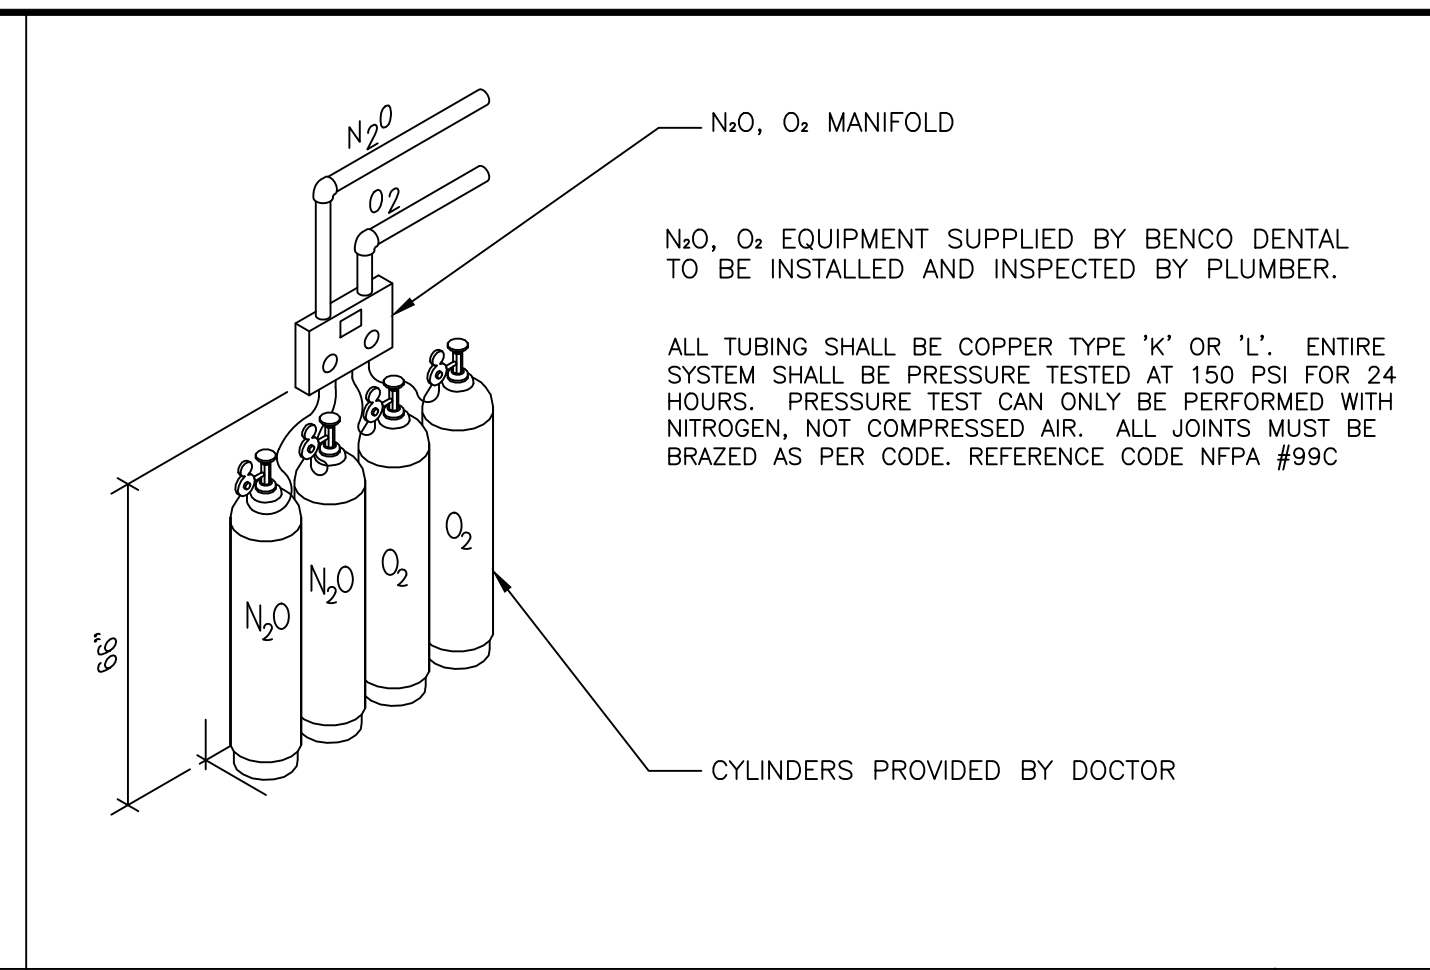 N₂O
O2
N₂O, O₂ MANIFOLD
N₂O, O₂ EQUIPMENT SUPPLIED BY BENCO DENTAL
TO BE INSTALLED AND INSPECTED BY PLUMBER.
ALL TUBING SHALL BE COPPER TYPE 'K' OR 'L'. ENTIRE
SYSTEM SHALL BE PRESSURE TESTED AT 150 PSI FOR 24
HOURS. PRESSURE TEST CAN ONLY BE PERFORMED WITH
NITROGEN, NOT COMPRESSED AIR. ALL JOINTS MUST BE
BRAZED AS PER CODE. REFERENCE CODE NFPA #99C
N₂O
N₂O
O₂
O₂
66"
CYLINDERS PROVIDED BY DOCTOR